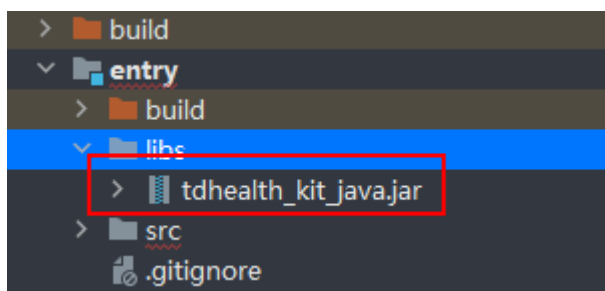 build
entry
build
libs
tdhealth_kit_java.jar
src
.gitignore